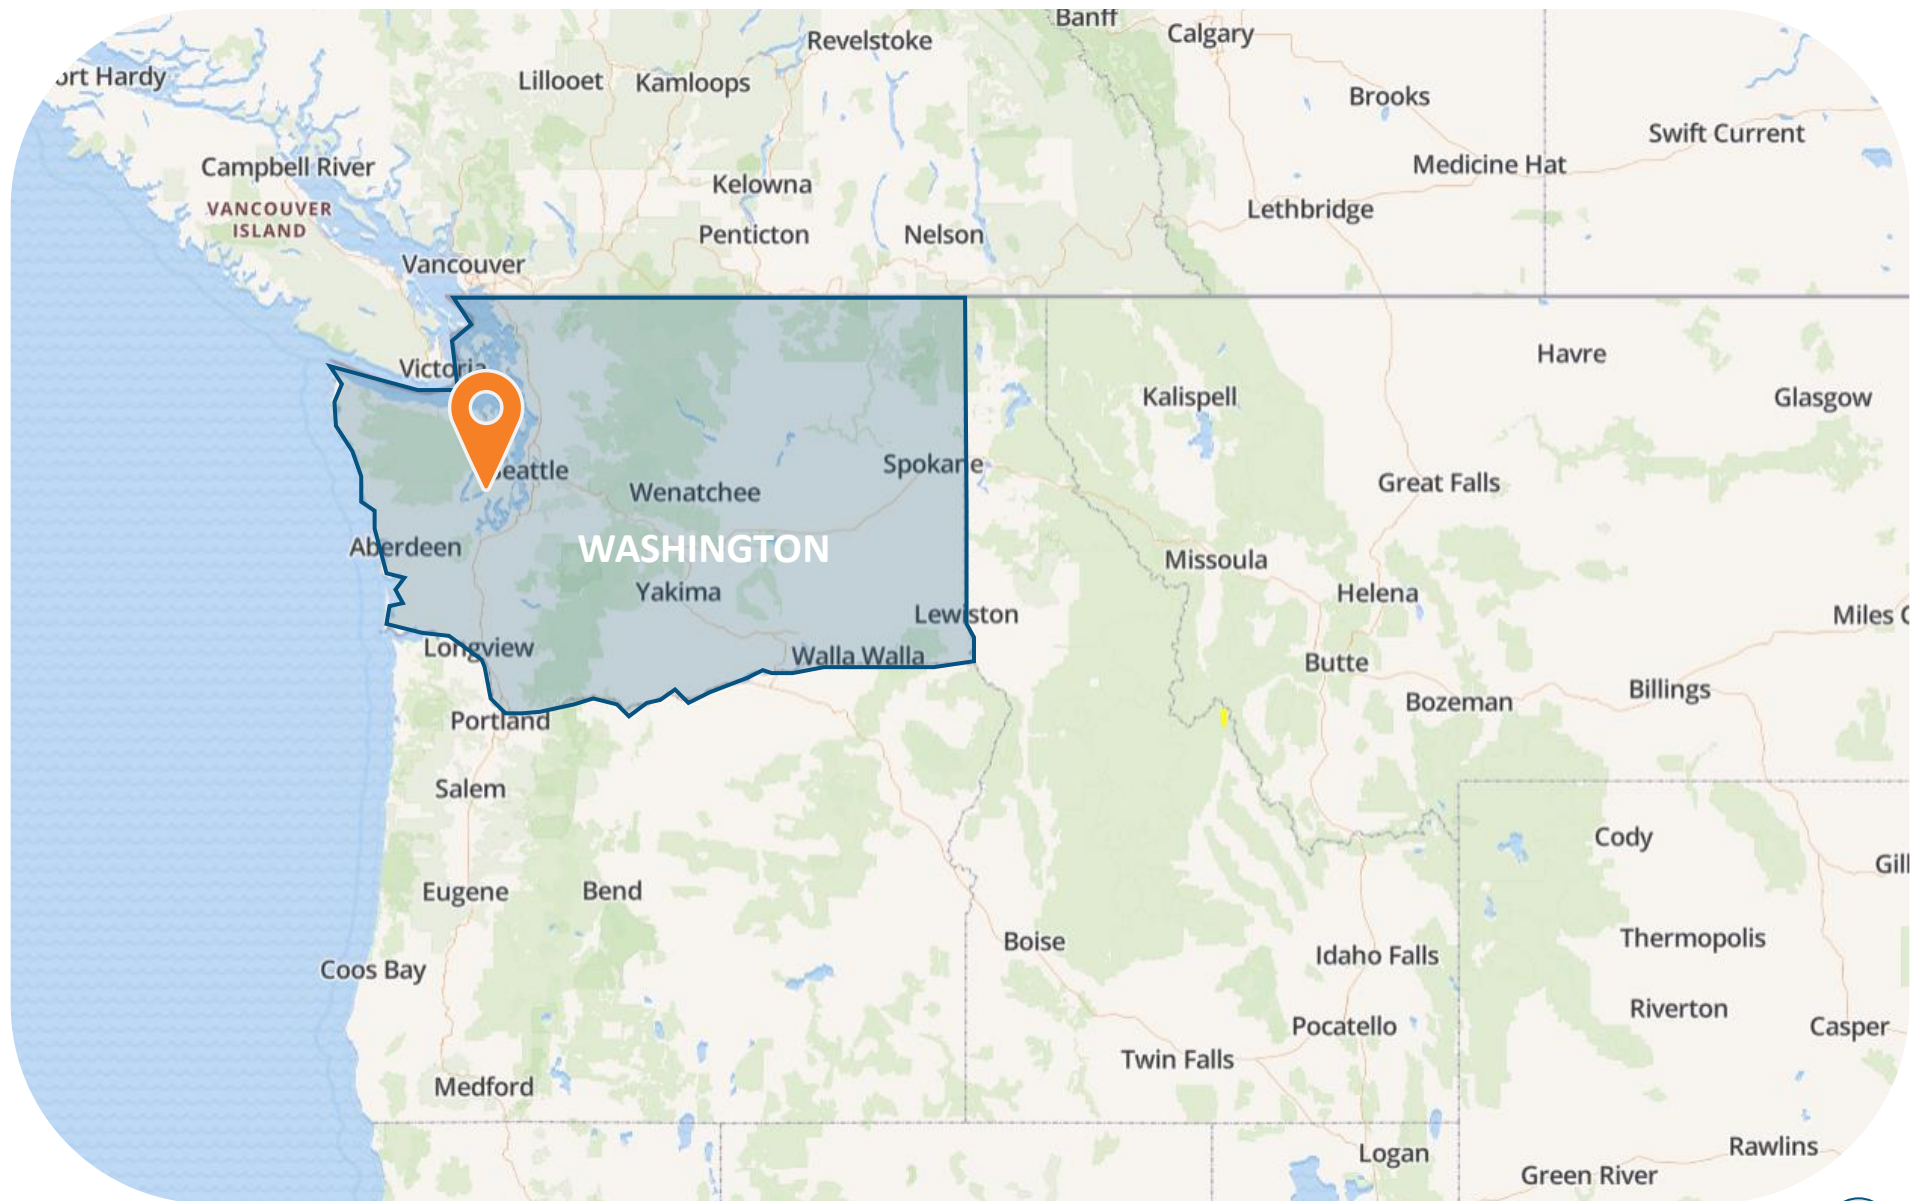 Banff
Calgary
Revelstoke
ort Hardy
Lillooet
Kamloops
Brooks
Swift Current
Campbell River
Medicine Hat
Kelowna
VANCOUVER
ISLAND
Lethbridge
Penticton
Nelson
Vancouver
Victoria
Havre
Kalispell
Glasgow
Seattle
Spokane
Wenatchee
Great Falls
Aberdeen
WASHINGTON
Missoula
Yakima
Helena
Lewiston
Miles C
Longview
Walla Walla
Butte
Billings
Bozeman
Portland
Salem
Cody
Gill
Eugene
Bend
Boise
Thermopolis
Idaho Falls
Coos Bay
Riverton
Pocatello
Casper
Twin Falls
Medford
Logan
Rawlins
Green River